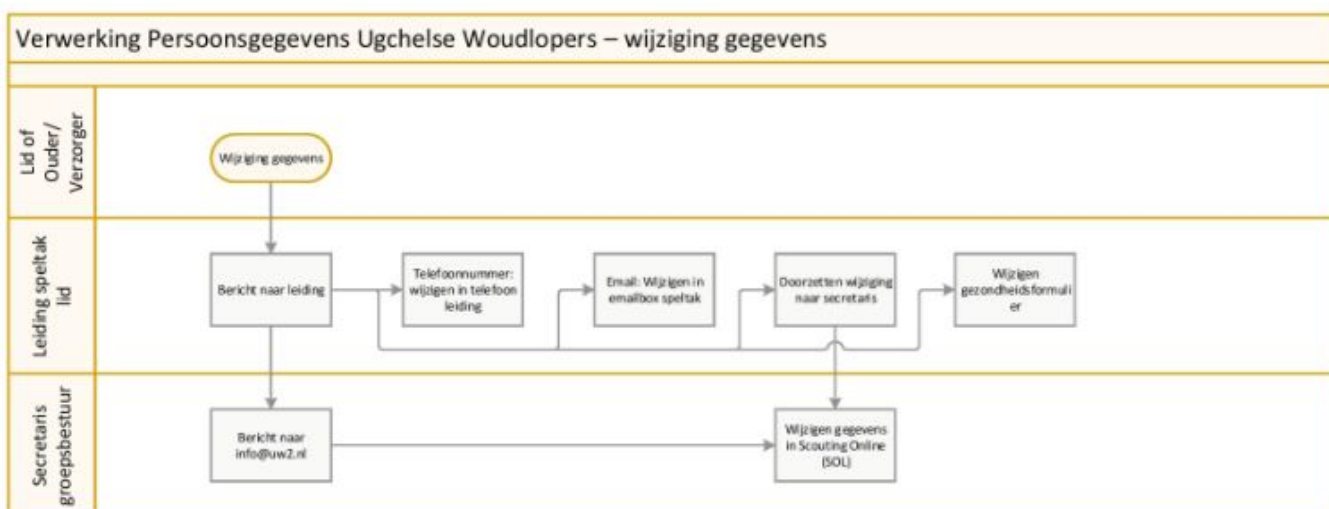 Verwerking Persoonsgegevens Ugchelse Woudlopers – wijziging gegevens
Lid of
Ouder/
Verzorger
Wijziging gegevens
Leiding speltak
lid
Bericht naar leiding
Telefoonnummer:
wijzigen in telefoon
leiding
Email: Wijzigen in
emailbox speltak
Doorzetten wijziging
naar secretaris
Wijzigen
gezondheidsformuli
er
Secretaris
groepsbestuur
Bericht naar
info@uw2.nl
Wijzigen gegevens
in Scouting Online
(SOL)